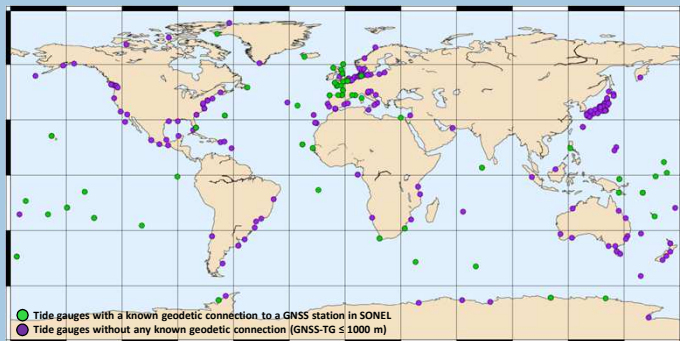 Tide gauges with a known geodetic connection to a GNSS station in SONEL
Tide gauges without any known geodetic connection (GNSS-TG ≤ 1000 m)